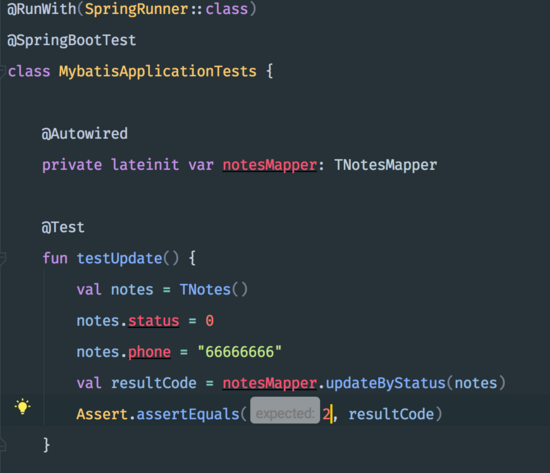 @RunWith(SpringRunner::class)
@SpringBootTest
class MybatisApplicationTests {
@Autowired
private lateinit var notesMapper: TNotesMapper
@Test
fun testUpdate() {
val notes = TNotes()
notes.status = 0
notes.phone = "66666666"
val resultCode = notesMapper.updateByStatus(notes)
Assert.assertEquals( expected: 2, resultCode)
}